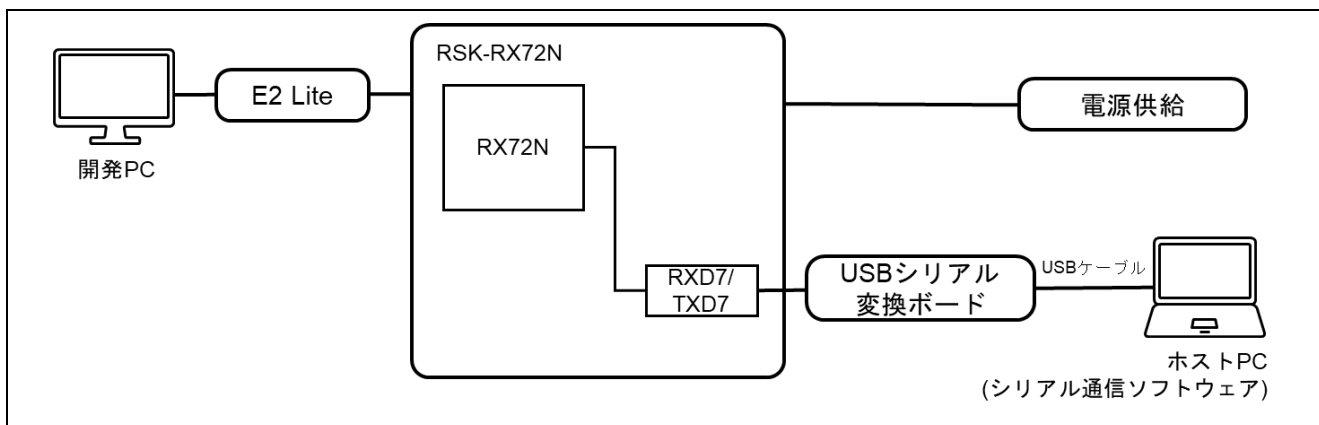 RSK-RX72N
E2 Lite
開発PC
RX72N
電源供給
RXD7/
TXD7
USBシリアル
変換ボード
USBケーブル
ホストPC
(シリアル通信ソフトウェア)